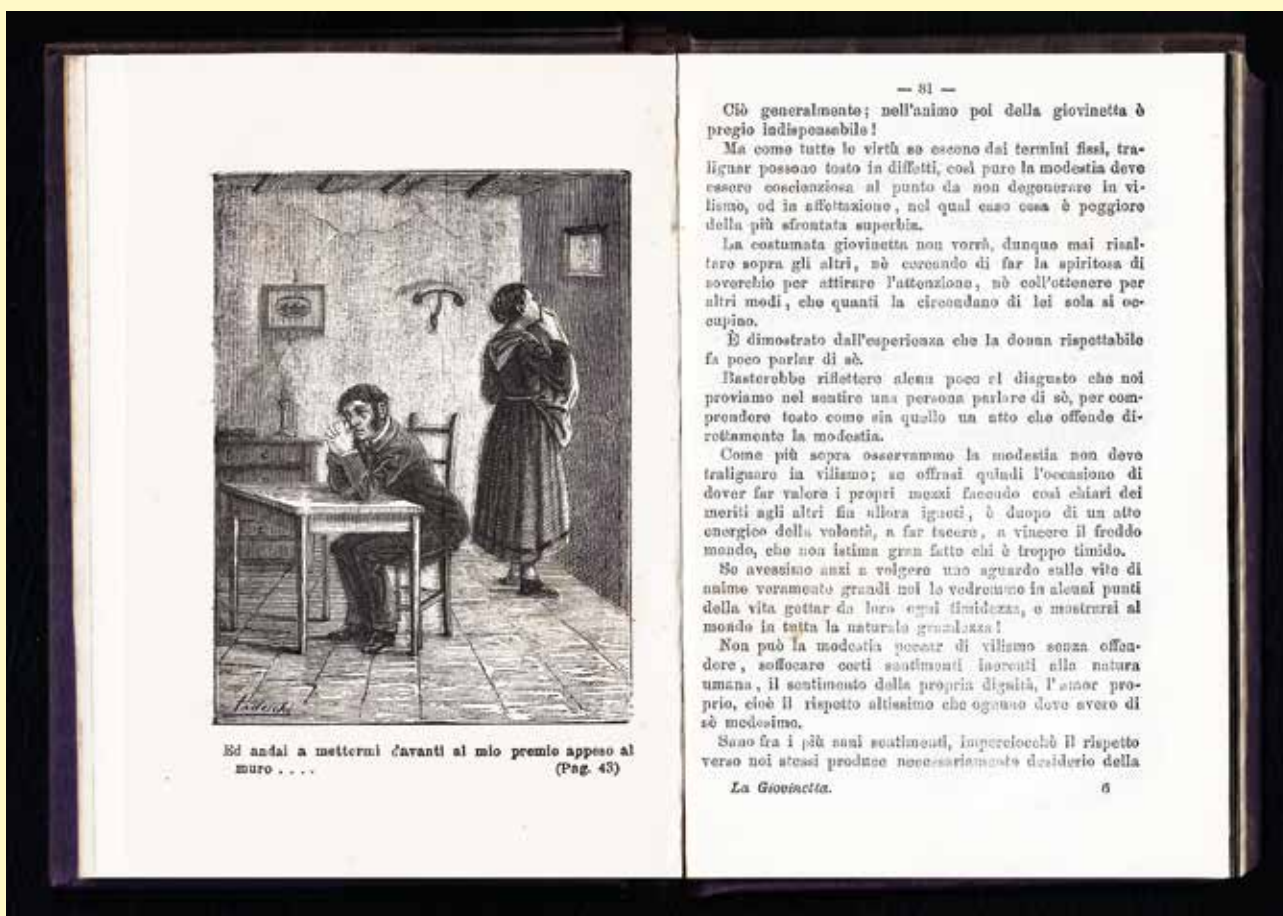 Ed andai a mettermi d'avanti al mio premio appeso al
muro . . . . (Pag. 43)
— 81 —
Ciò generalmente; nell'animo poi della giovinetta è
pregio indispensabile!
Ma come tutte le virtù se escono dai termini fissi, tra-
lignar possono tosto in difetti, così pure la modestia deve
essere coscienziosa al punto da non degenerare in vi-
lismo, od in affettazione, nel qual caso essa è peggiore
della più sfrontata superbia.
La costumata giovinetta non vorrà, dunque mai risal-
tare sopra gli altri, nè cercando di far la spiritosa di
soverchio per attirare l'attenzione, nè coll'ottenere per
altri modi, che quanti la circondano di lei sola si oc-
cupino.
È dimostrato dall'esperienza che la donna rispettabile
fa poco parlar di sè.
Basterebbe riflettere alcun poco al disgusto che noi
proviamo nel sentire una persona parlare di sè, per com-
prendere tosto come sia quello un atto che offende di-
rettamente la modestia.
Come più sopra osservammo la modestia non deve
tralignare in vilismo; se offrasi quindi l'occasione di
dover far valere i propri mezzi facendo così chiari dei
meriti agli altri fin allora ignoti, è duopo di un atto
energico della volontà, a far tacere, a vincere il freddo
mondo, che non istima gran fatto chi è troppo timido.
Se avessimo anzi a volgere uno sguardo sulle vite di
anime veramente grandi noi le vedremmo in alcuni punti
della vita gettar da loro ogni timidezza, e mostrarsi al
mondo in tutta la naturale grandezza!
Non può la modestia peccar di vilismo senza offen-
dere, soffocare certi sentimenti inerenti alla natura
umana, il sentimento della propria dignità, l'amor pro-
prio, cioè il rispetto altissimo che ognuno deve avere di
sè medesimo.
Sono fra i più sani sentimenti, imperciocchè il rispetto
verso noi stessi produce necessariamente desiderio della
La Giovinetta. 6